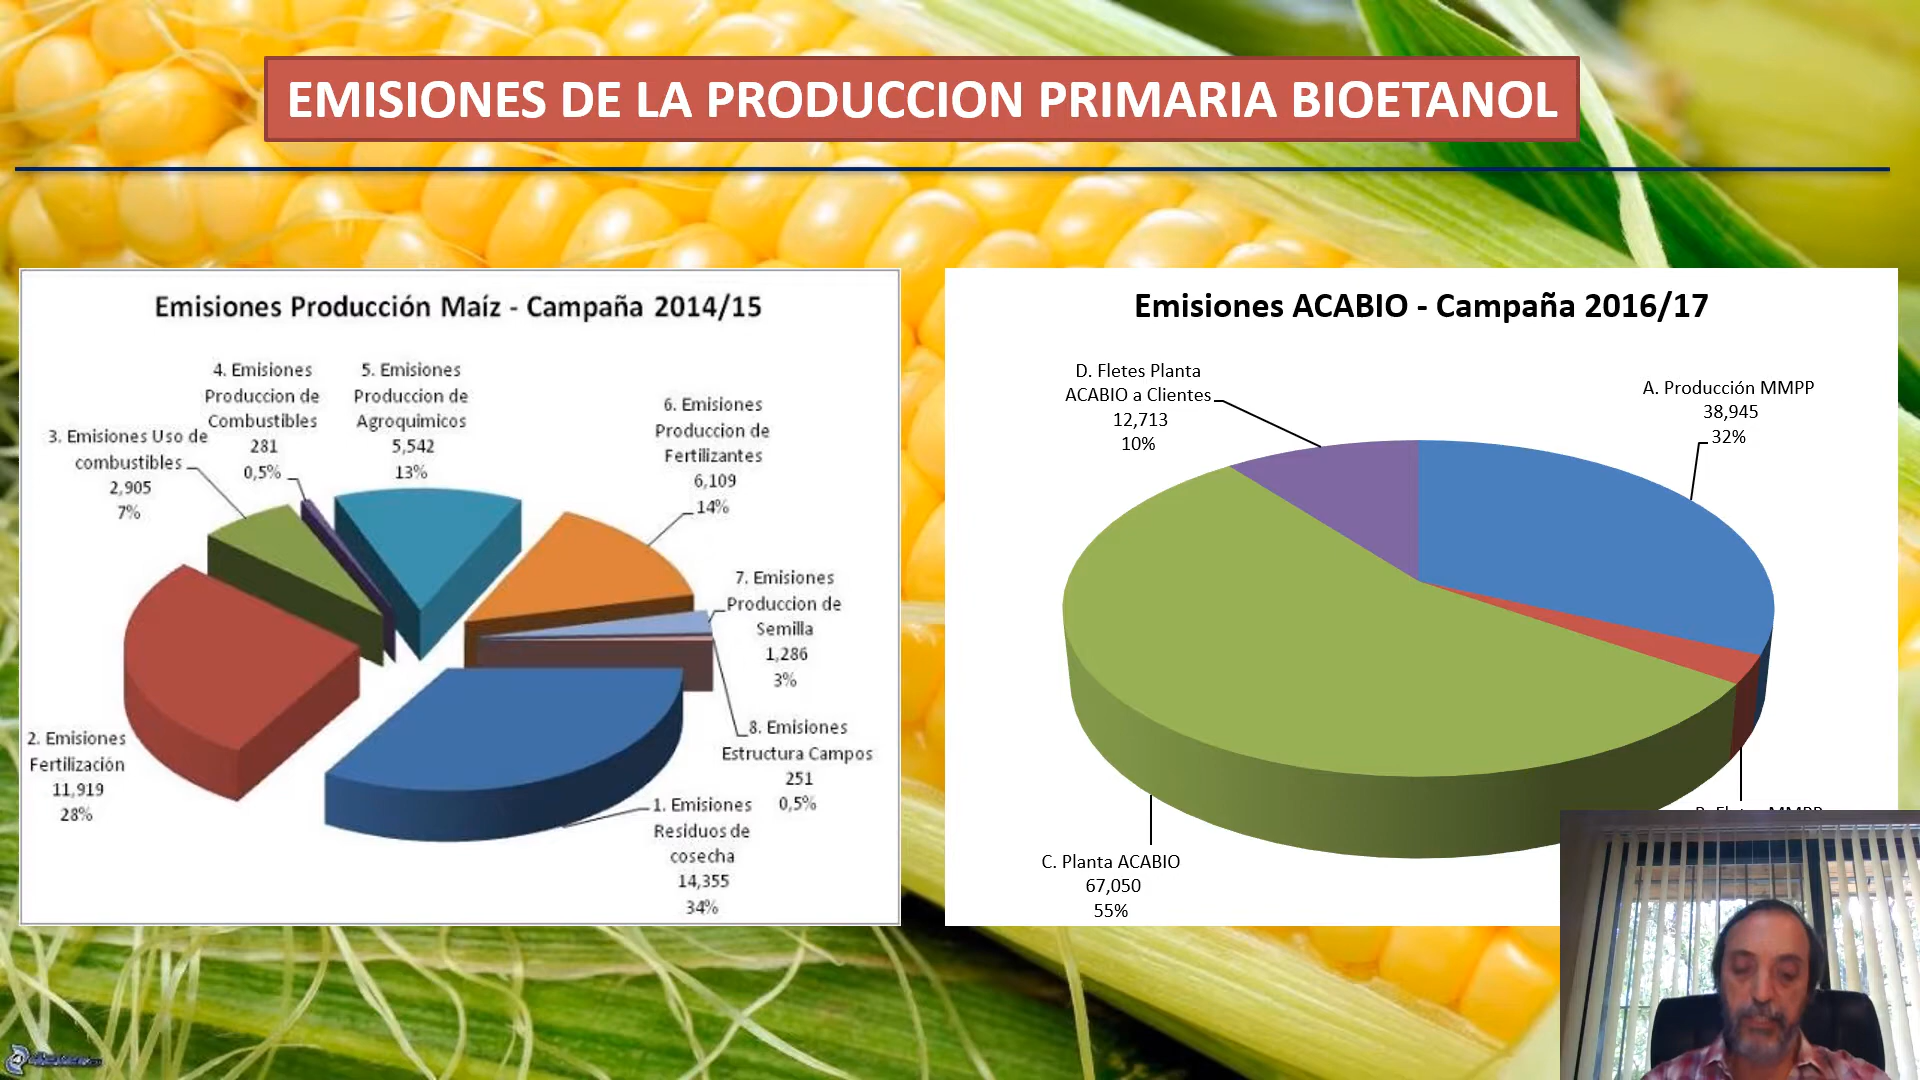 EMISIONES DE LA PRODUCCION PRIMARIA BIOETANOL
Emisiones Producción Maíz - Campaña 2014/15
4. Emisiones
Produccion de
Combustibles
281
0,5%
5. Emisiones
Produccion de
Agroquimicos
5,542
13%
6. Emisiones
Produccion de
Fertilizantes
6,109
14%
3. Emisiones Uso de
combustibles
2,905
7%
7. Emisiones
Produccion de
Semilla
1,286
3%
8. Emisiones
Estructura Campos
251
0,5%
2. Emisiones
Fertilización
11,919
28%
1. Emisiones
Residuos de
cosecha
14,355
34%
Emisiones ACABIO - Campaña 2016/17
D. Fletes Planta
ACABIO a Clientes
12,713
10%
A. Producción MMPP
38,945
32%
C. Planta ACABIO
67,050
55%